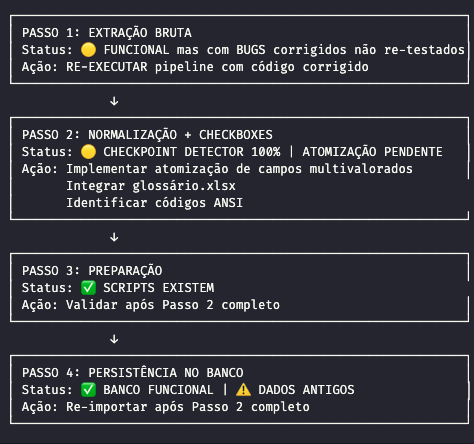 PASSO 1: EXTRAÇÃO BRUTA
Status: 🟡 FUNCIONAL mas com BUGS corrigidos não re-testados
Ação: RE-EXECUTAR pipeline com código corrigido
↓
PASSO 2: NORMALIZAÇÃO + CHECKBOXES
Status: 🟡 CHECKPOINT DETECTOR 100% | ATOMIZAÇÃO PENDENTE
Ação: Implementar atomização de campos multivalorados
Integrar glossário.xlsx
Identificar códigos ANSI
↓
PASSO 3: PREPARAÇÃO
Status: ✅ SCRIPTS EXISTEM
Ação: Validar após Passo 2 completo
↓
PASSO 4: PERSISTÊNCIA NO BANCO
Status: ✅ BANCO FUNCIONAL | ⚠️ DADOS ANTIGOS
Ação: Re-importar após Passo 2 completo